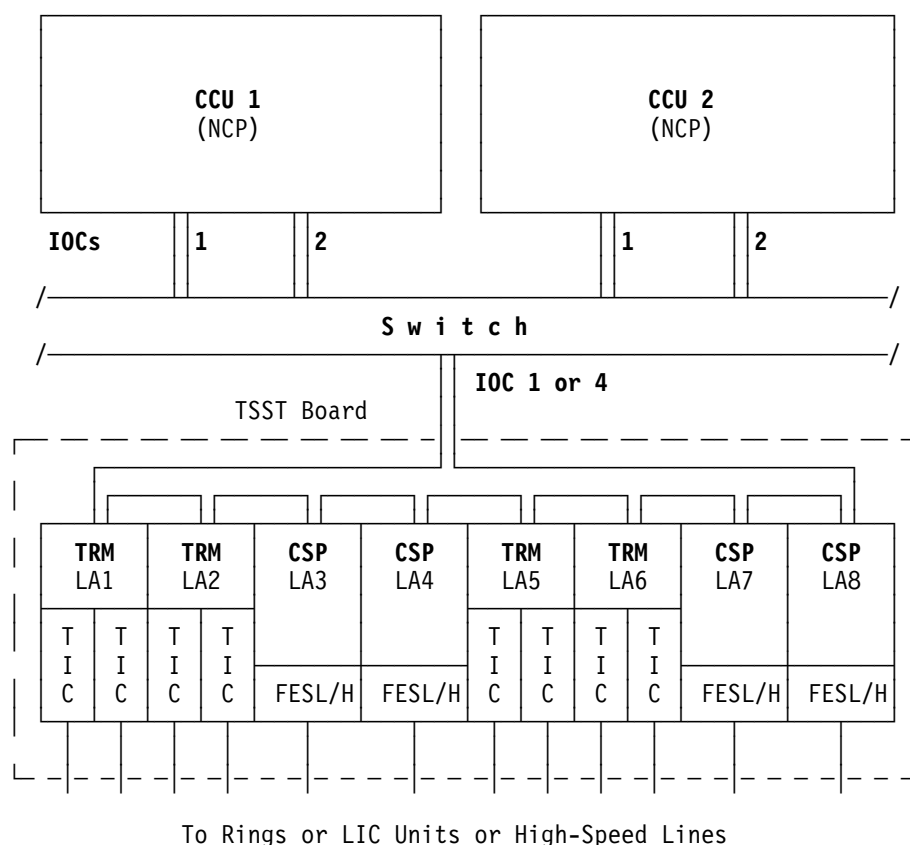 CCU 1 CCU 2
(NCP) (NCP)
IOCs 1 2 1 2
S w i t c h
IOC 1 or 4
TSST Board
TRM TRM CSP CSP TRM TRM CSP CSP
LA1 LA2 LA3 LA4 LA5 LA6 LA7 LA8
T T T T T T T T
I I I I I I I I
C C C C FESL/H FESL/H C C C C FESL/H FESL/H
To Rings or LIC Units or High-Speed Lines